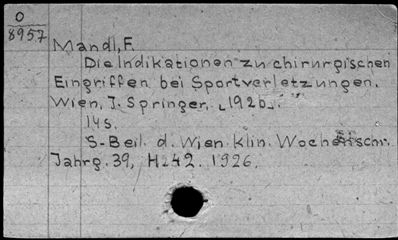 O
8957
Mandl, F.
Die Indikationen zu chirurgischen
Eingriffen bei Sportverletzungen.
Wien, J. Springer, [1926].
14 s.
S-Beil. d. Wien. klin. Wochenschr.
Jahrg. 39, H. 42. 1926.